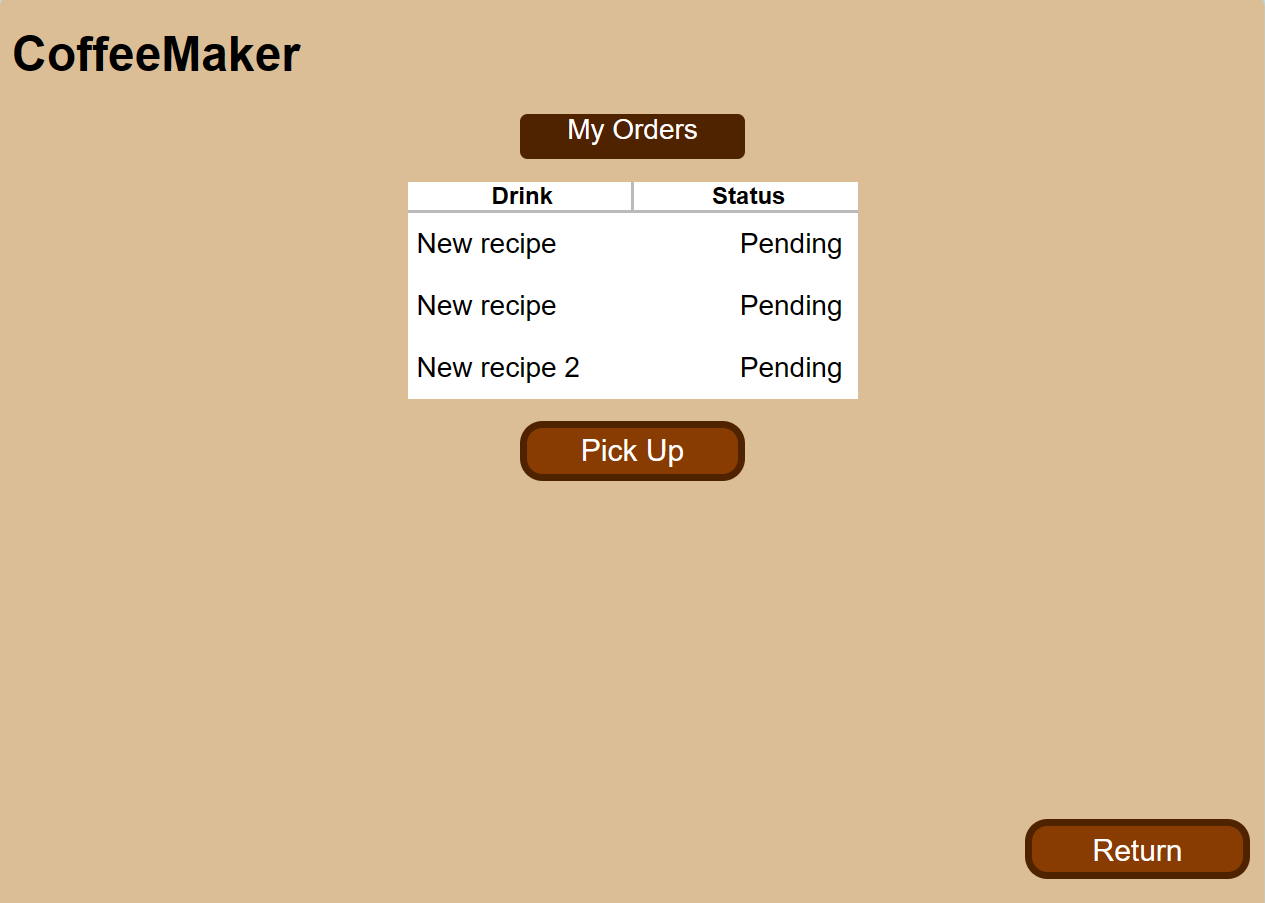 CoffeeMaker
My Orders
Drink Status
New recipe Pending
New recipe Pending
New recipe 2 Pending
Pick Up
Return